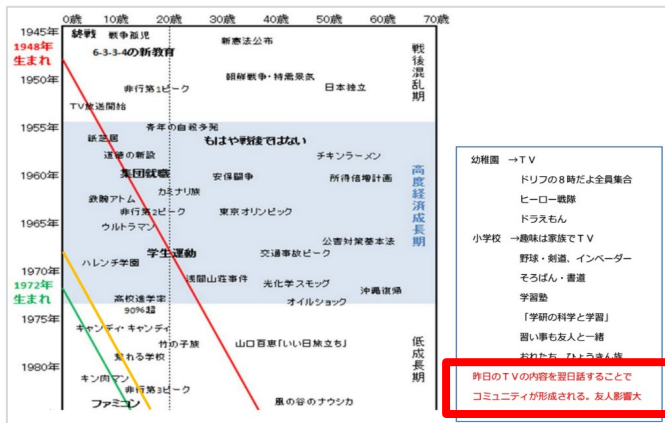 0歳 10歳 20歳 30歳 40歳 50歳 60歳 70歳
1945年 終戦 戦争孤児 新憲法公布
1948年
生まれ
6-3-3-4の新教育
戦後混乱期
1950年 朝鮮戦争・特需景気
非行第1ピーク 日本独立
TV放送開始
1955年 青年の自殺多発
紙芝居 もはや戦後ではない
道徳の新設 チキンラーメン
1960年 集団就職 安保闘争 所得倍増計画
高度経済成長期
カミナリ族
鉄腕アトム
非行第2ピーク 東京オリンピック
1965年 ウルトラマン
公害対策基本法
学生運動 交通事故ピーク
ハレンチ学園
1970年 浅間山荘事件 光化学スモッグ
1972年
生まれ
沖縄復帰
高校進学率 オイルショック
90%超
1975年
キャンディ キャンディ
竹の子族 山口百恵「いい日旅立ち」
低成長期
荒れる学校
1980年
キン肉マン
非行第3ピーク
ファミコン 風の谷のナウシカ
幼稚園 →TV
ドリフの8時だよ全員集合
ヒーロー戦隊
ドラえもん
小学校 →趣味は家族でTV
野球・剣道、インベーダー
そろばん・書道
学習塾
「学研の科学と学習」
習い事も友人と一緒
おれたち、ひょうきん族
昨日のTVの内容を翌日話すことで
コミュニティが形成される。友人影響大